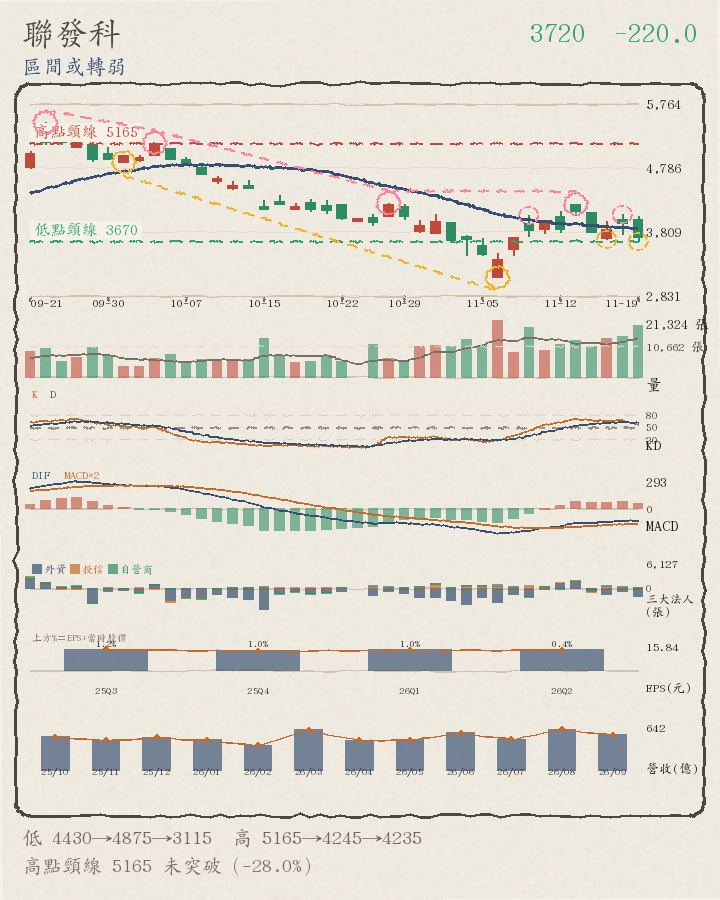 聯發科
3720 -220.0
區間或轉弱
5,764
高點頸線 5165
4,786
低點頸線 3670
3,809
2,831
09-21 09-30 10-07 10-15 10-22 10-29 11-05 11-12 11-19
21,324 張
10,662 張
量
K D
80
50
20
KD
DIF MACD×2
293
0
MACD
外資 投信 自營商
6,127
0
三大法人
(張)
上方%=EPS÷當時股價
1.2% 1.0% 1.0% 0.4%
15.84
25Q3 25Q4 26Q1 26Q2
EPS(元)
642
25/10 25/11 25/12 26/01 26/02 26/03 26/04 26/05 26/06 26/07 26/08 26/09
營收(億)
低 4430→4875→3115 高 5165→4245→4235
高點頸線 5165 未突破 (-28.0%)